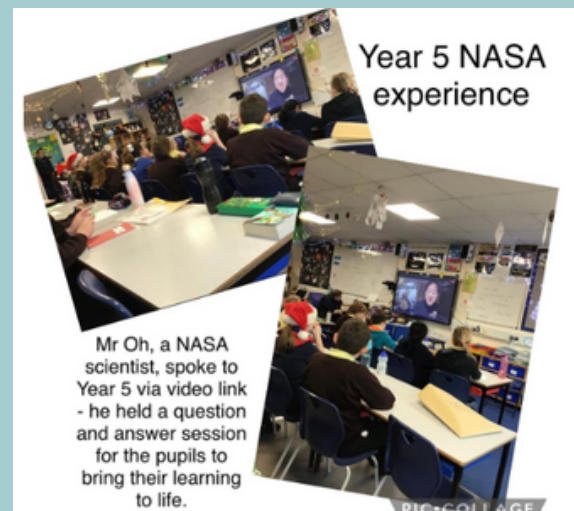 Year 5 NASA
experience
Mr Oh, a NASA
scientist, spoke to
Year 5 via video link
- he held a question
and answer session
for the pupils to
bring their learning
to life.
PIC•COLLAGE